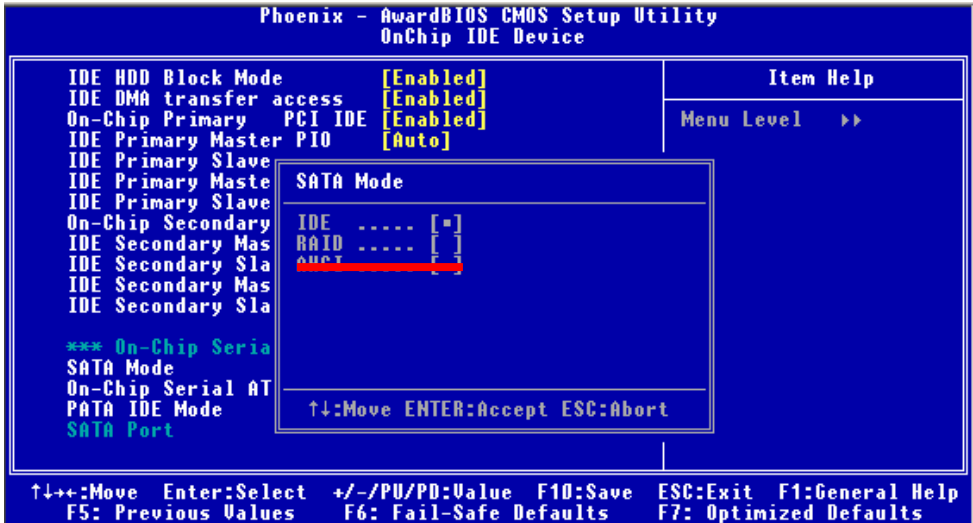 Phoenix - AwardBIOS CMOS Setup Utility
OnChip IDE Device
IDE HDD Block Mode [Enabled]
IDE DMA transfer access [Enabled]
On-Chip Primary PCI IDE [Enabled]
IDE Primary Master PIO [Auto]
IDE Primary Slave
IDE Primary Maste
IDE Primary Slave
On-Chip Secondary
IDE Secondary Mas
IDE Secondary Sla
IDE Secondary Mas
IDE Secondary Sla
*** On-Chip Seria
SATA Mode
On-Chip Serial AT
PATA IDE Mode
SATA Port
SATA Mode
IDE ..... [▪]
RAID ..... [ ]
AHCI ..... [ ]
↑↓:Move ENTER:Accept ESC:Abort
Item Help
Menu Level ▸▸
↑↓→←:Move Enter:Select +/-/PU/PD:Value F10:Save ESC:Exit F1:General Help
F5: Previous Values F6: Fail-Safe Defaults F7: Optimized Defaults